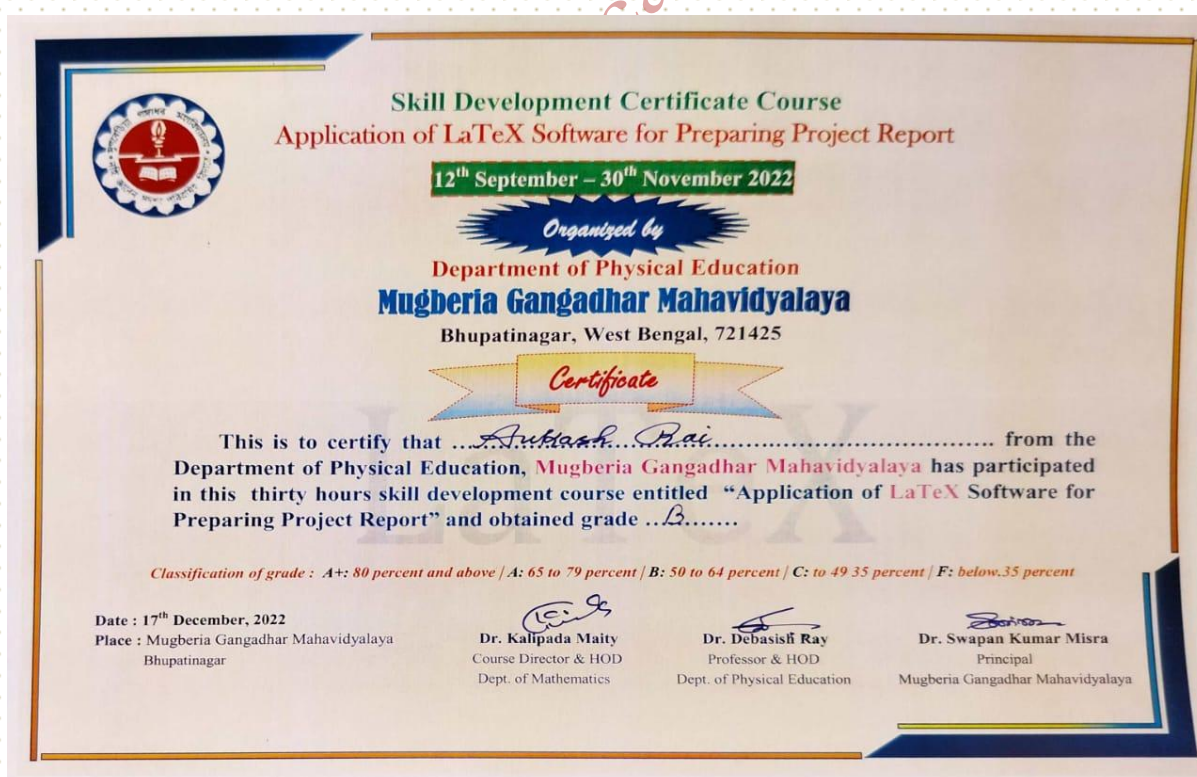 Skill Development Certificate Course
Application of LaTeX Software for Preparing Project Report
12th September – 30th November 2022
Organized by
Department of Physical Education
Mugberia Gangadhar Mahavidyalaya
Bhupatinagar, West Bengal, 721425
Certificate
LaTeX
This is to certify that ... Rai ... from the
Department of Physical Education, Mugberia Gangadhar Mahavidyalaya has participated
in this thirty hours skill development course entitled “Application of LaTeX Software for
Preparing Project Report” and obtained grade ...B.......
Classification of grade : A+: 80 percent and above | A: 65 to 79 percent | B: 50 to 64 percent | C: to 49 35 percent | F: below.35 percent
Date : 17th December, 2022
Place : Mugberia Gangadhar Mahavidyalaya
Bhupatinagar
Dr. Kalipada Maity
Course Director & HOD
Dept. of Mathematics
Dr. Debasish Ray
Professor & HOD
Dept. of Physical Education
Dr. Swapan Kumar Misra
Principal
Mugberia Gangadhar Mahavidyalaya